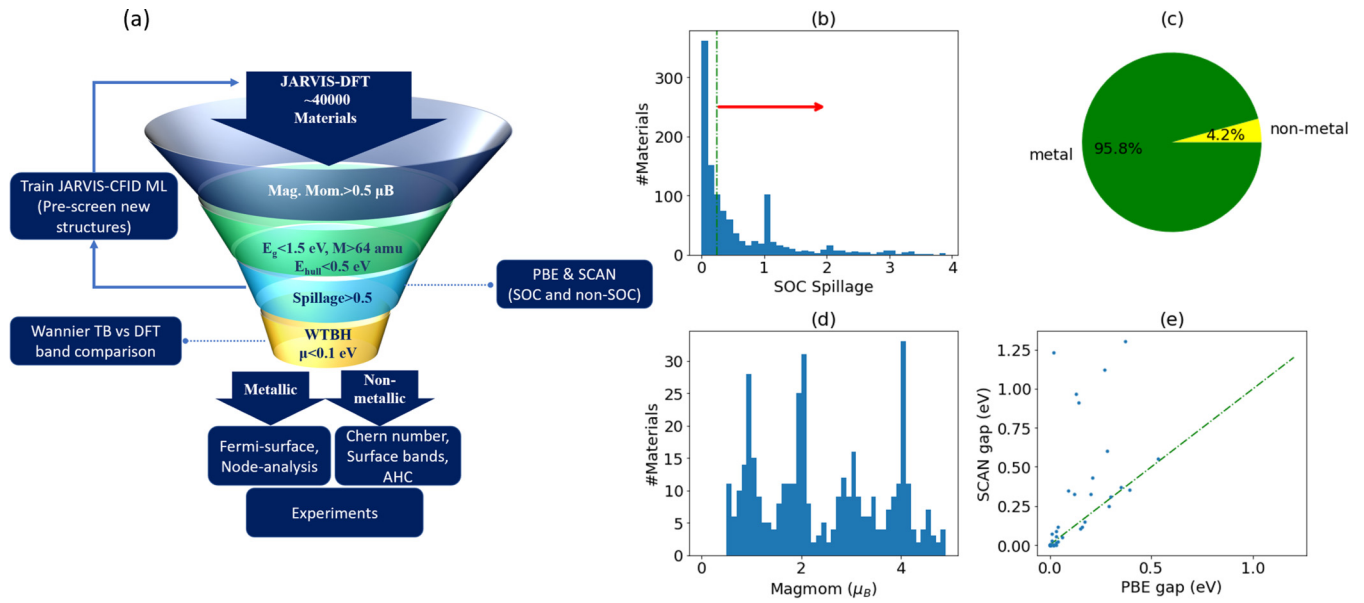 (a)
JARVIS-DFT
~40000
Materials
Mag. Mom.>0.5 μB
E_g<1.5 eV, M>64 amu
E_hull<0.5 eV
Spillage>0.5
WTBH
μ<0.1 eV
Train JARVIS-CFID ML
(Pre-screen new
structures)
PBE & SCAN
(SOC and non-SOC)
Wannier TB vs DFT
band comparison
Metallic
Non-
metallic
Fermi-surface,
Node-analysis
Chern number,
Surface bands,
AHC
Experiments
(b)
#Materials
300
200
100
0
0 1 2 3 4
SOC Spillage
(c)
metal
95.8%
4.2%
non-metal
(d)
#Materials
30
25
20
15
10
5
0
0 2 4
Magmom (μ_B)
(e)
SCAN gap (eV)
1.25
1.00
0.75
0.50
0.25
0.00
0.0 0.5 1.0
PBE gap (eV)